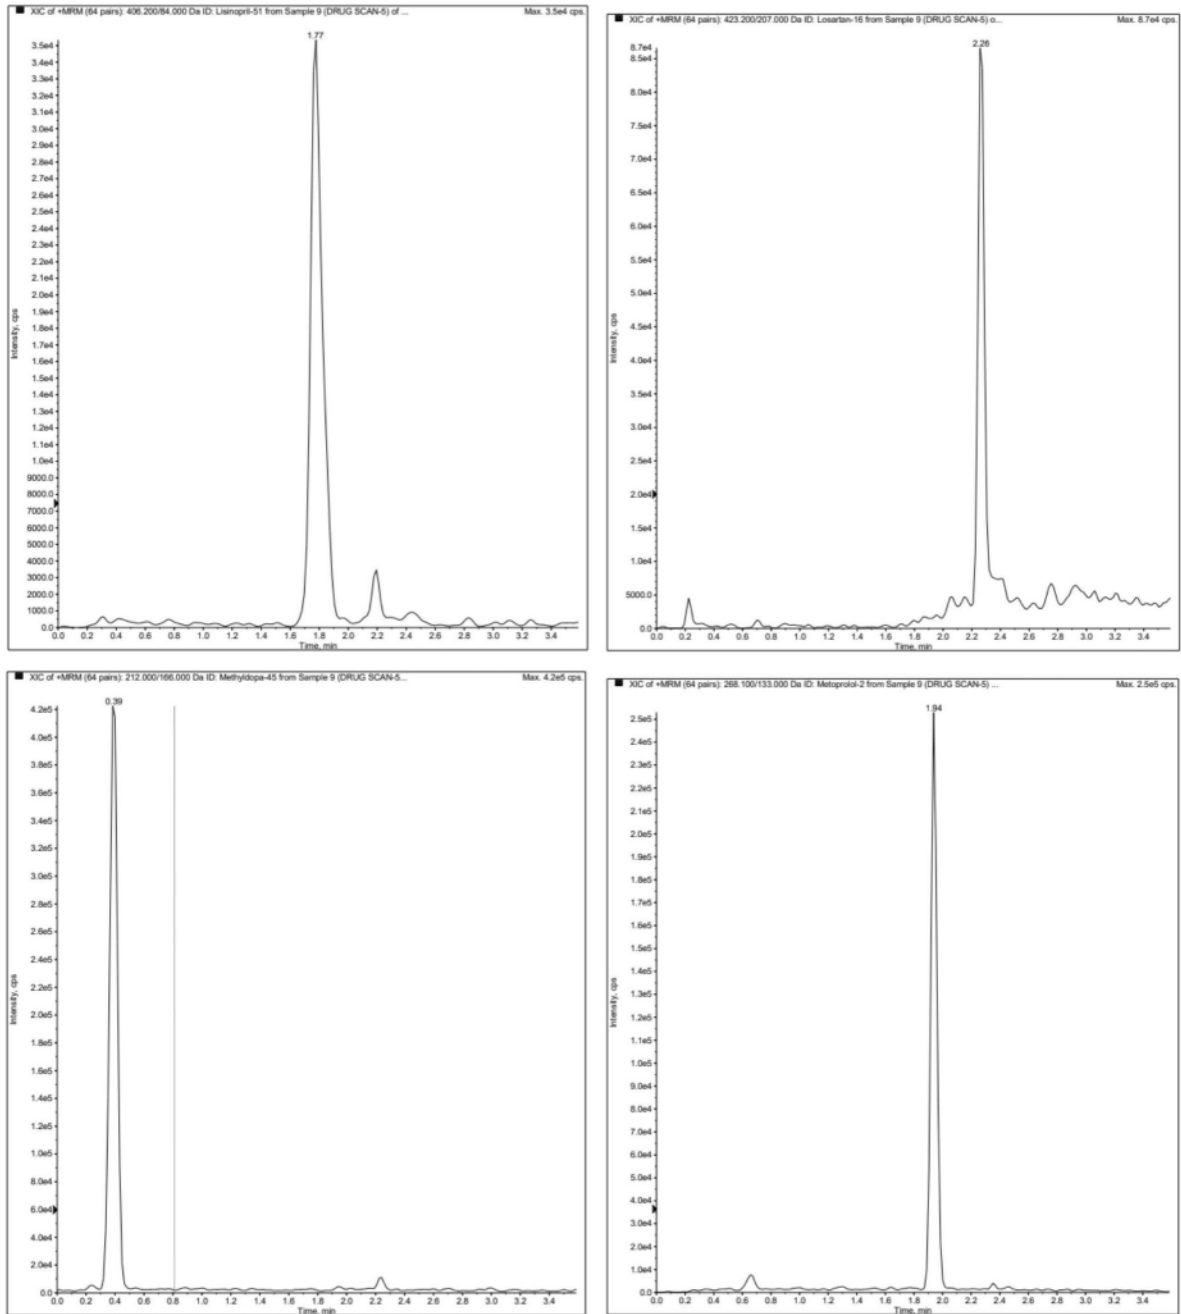 XIC of +MRM (64 pairs): 406.200/84.000 Da ID: Lisinopril-51 from Sample 9 (DRUG SCAN-5) of ... Max. 3.5e4 cps.
1.77
3.5e4
3.4e4
3.3e4
3.2e4
3.1e4
3.0e4
2.9e4
2.8e4
2.7e4
2.6e4
2.5e4
2.4e4
2.3e4
2.2e4
2.1e4
2.0e4
1.9e4
1.8e4
1.7e4
1.6e4
1.5e4
1.4e4
1.3e4
1.2e4
1.1e4
1.0e4
9000.0
8000.0
7000.0
6000.0
5000.0
4000.0
3000.0
2000.0
1000.0
0.0
Intensity, cps
0.0 0.2 0.4 0.6 0.8 1.0 1.2 1.4 1.6 1.8 2.0 2.2 2.4 2.6 2.8 3.0 3.2 3.4
Time, min
XIC of +MRM (64 pairs): 423.200/207.000 Da ID: Losartan-16 from Sample 9 (DRUG SCAN-5) o... Max. 8.7e4 cps.
2.26
8.7e4
8.5e4
8.0e4
7.5e4
7.0e4
6.5e4
6.0e4
5.5e4
5.0e4
4.5e4
4.0e4
3.5e4
3.0e4
2.5e4
2.0e4
1.5e4
1.0e4
5000.0
0.0
Intensity, cps
0.0 0.2 0.4 0.6 0.8 1.0 1.2 1.4 1.6 1.8 2.0 2.2 2.4 2.6 2.8 3.0 3.2 3.4
Time, min
XIC of +MRM (64 pairs): 212.000/166.000 Da ID: Methyldopa-45 from Sample 9 (DRUG SCAN-5... Max. 4.2e5 cps.
0.39
4.2e5
4.0e5
3.8e5
3.6e5
3.4e5
3.2e5
3.0e5
2.8e5
2.6e5
2.4e5
2.2e5
2.0e5
1.8e5
1.6e5
1.4e5
1.2e5
1.0e5
8.0e4
6.0e4
4.0e4
2.0e4
0.0
Intensity, cps
0.0 0.2 0.4 0.6 0.8 1.0 1.2 1.4 1.6 1.8 2.0 2.2 2.4 2.6 2.8 3.0 3.2 3.4
Time, min
XIC of +MRM (64 pairs): 268.100/133.000 Da ID: Metoprolol-2 from Sample 9 (DRUG SCAN-5) ... Max. 2.5e5 cps.
1.94
2.5e5
2.4e5
2.3e5
2.2e5
2.1e5
2.0e5
1.9e5
1.8e5
1.7e5
1.6e5
1.5e5
1.4e5
1.3e5
1.2e5
1.1e5
1.0e5
9.0e4
8.0e4
7.0e4
6.0e4
5.0e4
4.0e4
3.0e4
2.0e4
1.0e4
0.0
Intensity, cps
0.0 0.2 0.4 0.6 0.8 1.0 1.2 1.4 1.6 1.8 2.0 2.2 2.4 2.6 2.8 3.0 3.2 3.4
Time, min